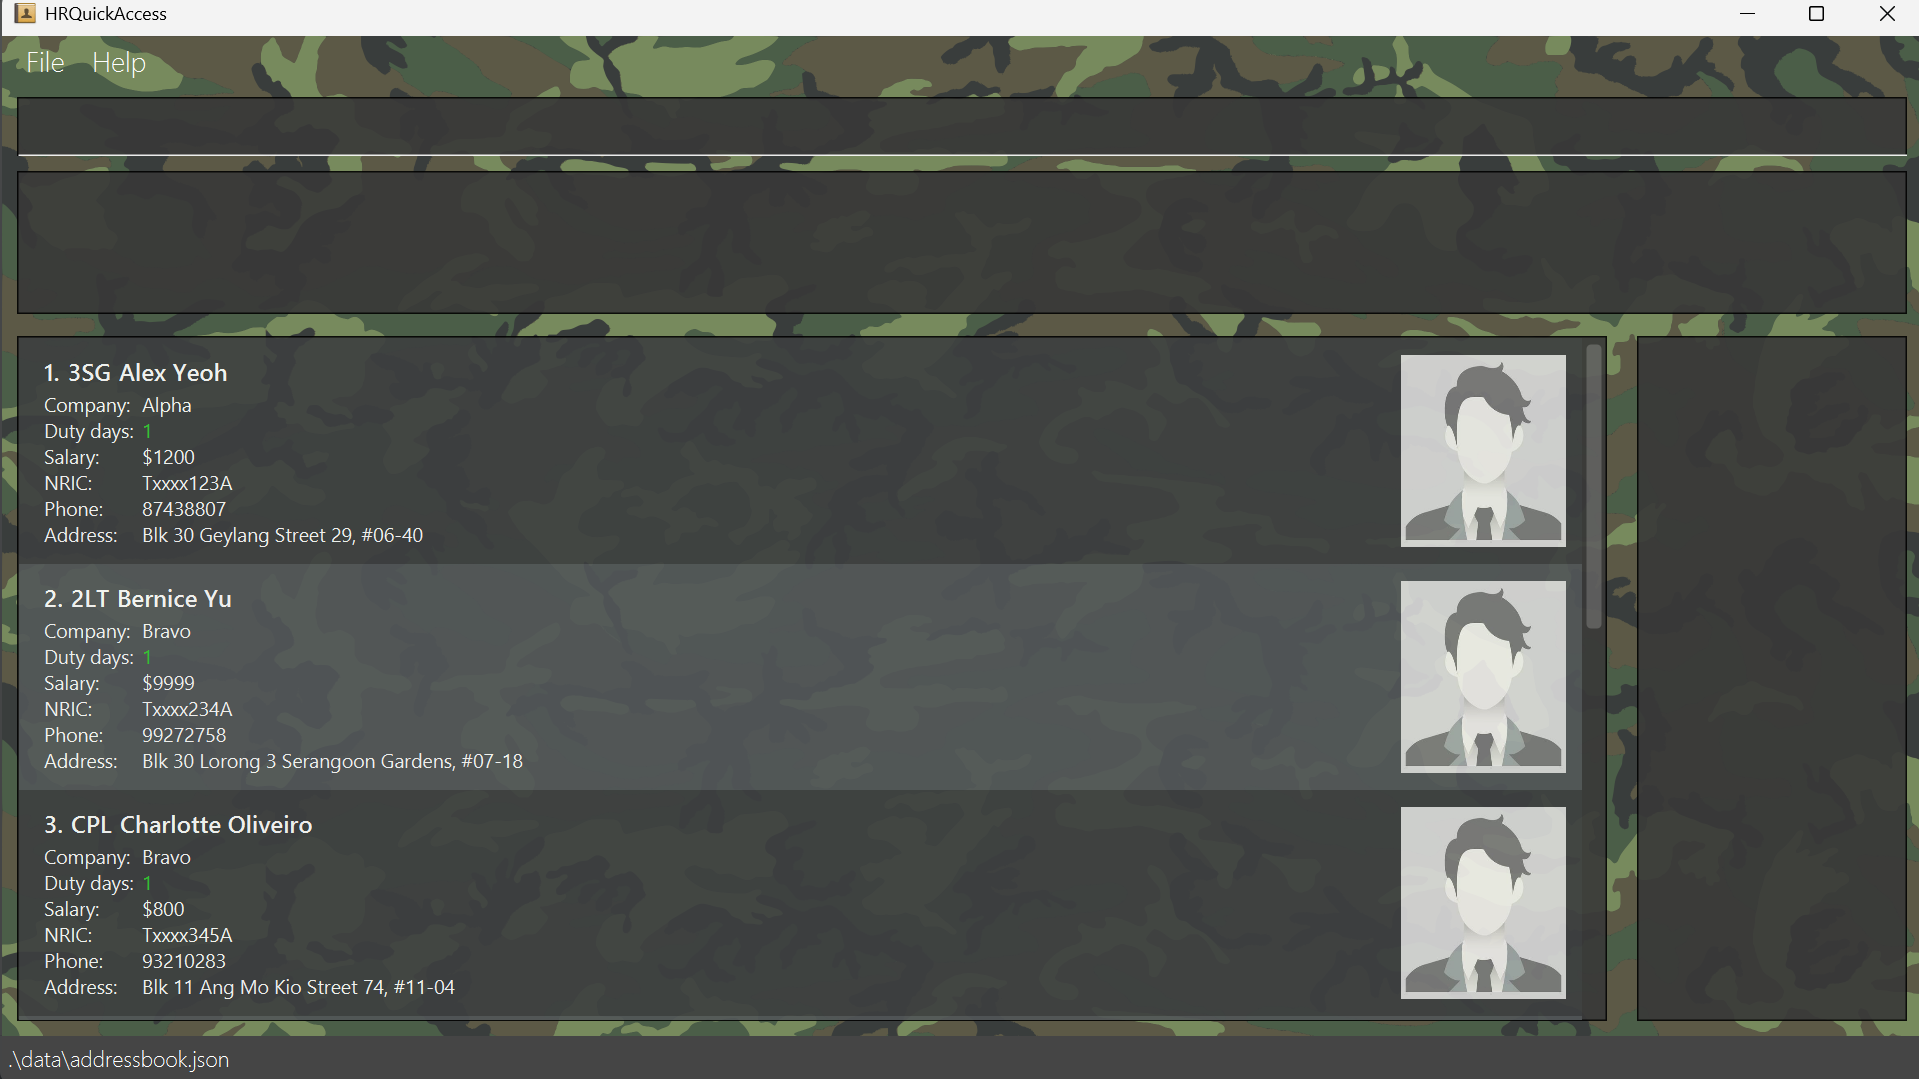 HRQuickAccess
File Help
1. 3SG Alex Yeoh
Company: Alpha
Duty days: 1
Salary: $1200
NRIC: Txxxx123A
Phone: 87438807
Address: Blk 30 Geylang Street 29, #06-40
2. 2LT Bernice Yu
Company: Bravo
Duty days: 1
Salary: $9999
NRIC: Txxxx234A
Phone: 99272758
Address: Blk 30 Lorong 3 Serangoon Gardens, #07-18
3. CPL Charlotte Oliveiro
Company: Bravo
Duty days: 1
Salary: $800
NRIC: Txxxx345A
Phone: 93210283
Address: Blk 11 Ang Mo Kio Street 74, #11-04
.\data\addressbook.json